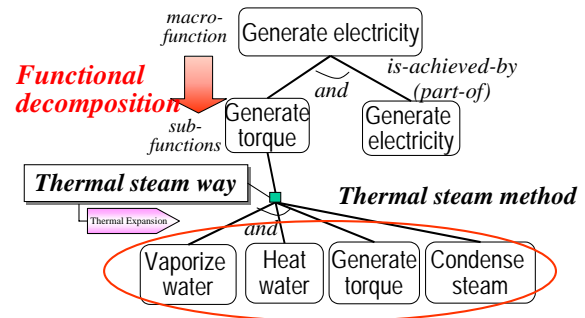 macro-
function
Generate electricity
Functional
decomposition
is-achieved-by
(part-of)
and
sub-
functions
Generate
torque
Generate
electricity
Thermal steam way
Thermal steam method
Thermal Expansion
and
Vaporize
water
Heat
water
Generate
torque
Condense
steam